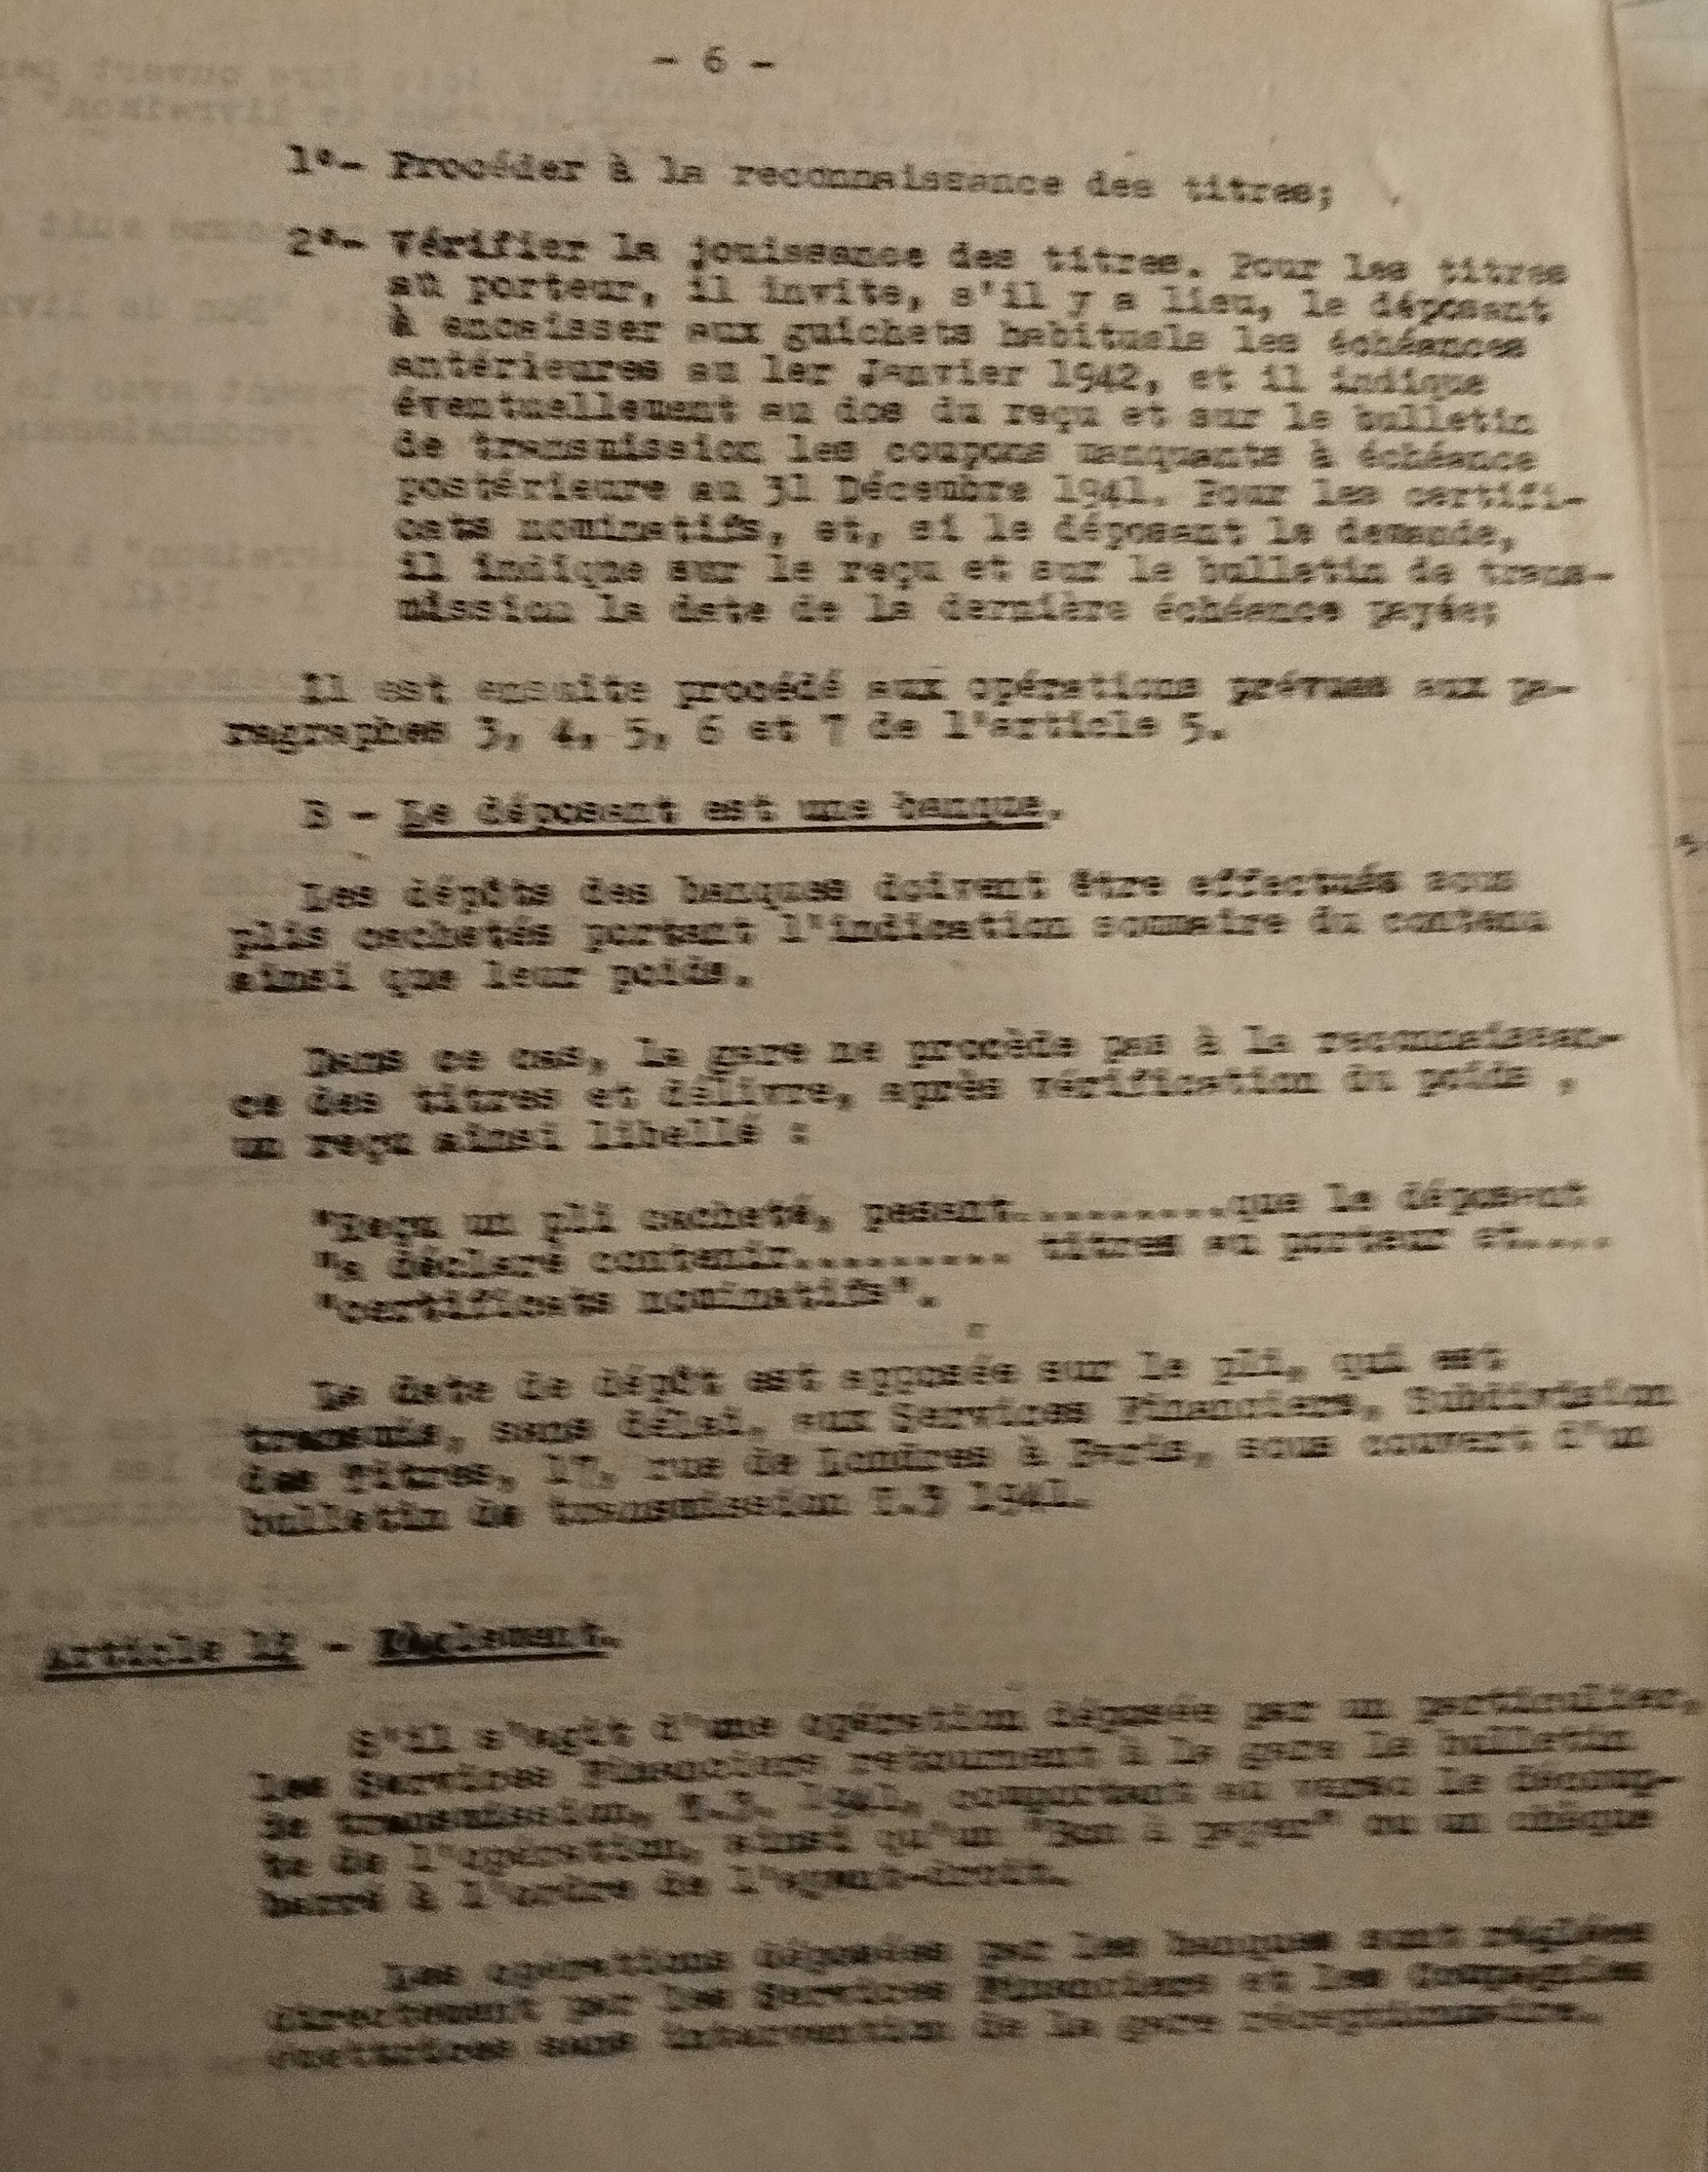 - 6 -
1°- Procéder à la reconnaissance des titres;
2°- Vérifier la jouissance des titres. Pour les titres
au porteur, il invite, s'il y a lieu, le déposant
à encaisser aux guichets habituels les échéances
antérieures au 1er Janvier 1942, et il indique
éventuellement au dos du reçu et sur le bulletin
de transmission les coupons manquants à échéance
postérieure au 31 Décembre 1941. Pour les certifi-
cats nominatifs, et, si le déposant le demande,
il indique sur le reçu et sur le bulletin de trans-
mission la date de la dernière échéance payée;
Il est ensuite procédé aux opérations prévues aux pa-
ragraphes 3, 4, 5, 6 et 7 de l'article 5.
B - Le déposant est une banque.
Les dépôts des banques doivent être effectués sous
plis cachetés portant l'indication sommaire du contenu
ainsi que leur poids.
Dans ce cas, la gare ne procède pas à la reconnaissan-
ce des titres et délivre, après vérification du poids ,
un reçu ainsi libellé :
"Reçu un pli cacheté, pesant.........que le déposant
"a déclaré contenir......... titres au porteur et....
"certificats nominatifs".
La date de dépôt est apposée sur le pli, qui est
transmis, sans délai, aux Services Financiers, Subdivision
des Titres, 17, rue de Londres à Paris, sous couvert d'un
bulletin de transmission T.3 1941.
Article 12 - Règlement.
S'il s'agit d'une opération déposée par un particulier,
les Services Financiers retournent à la gare le bulletin
de transmission, T.3. 1941, comportant au verso le décomp-
te de l'opération, ainsi qu'un "Bon à payer" ou un chèque
barré à l'ordre de l'ayant-droit.
Les opérations déposées par les banques sont réglées
directement par les Services Financiers et les Compagnies
sans intervention de la gare réceptionnaire.